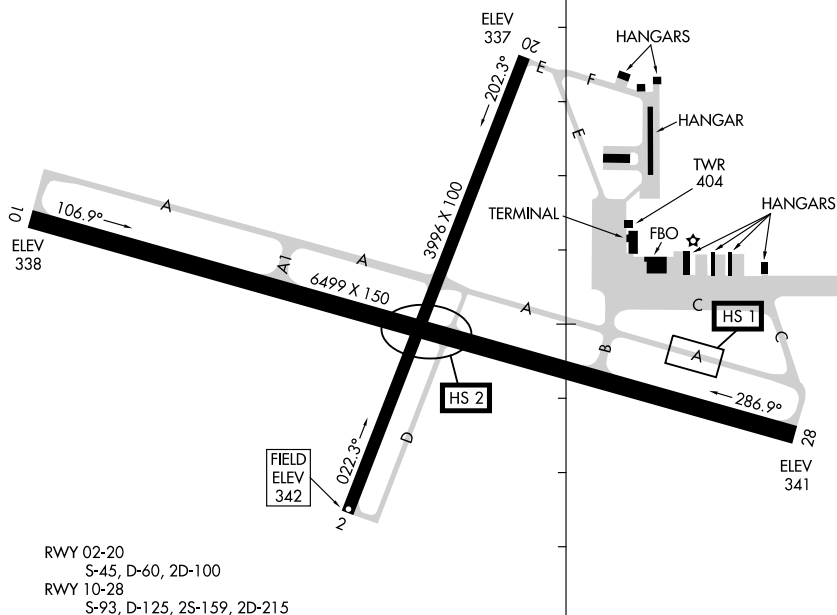 ELEV
337
20
HANGARS
E
F
202.3°
HANGAR
E
TWR
404
A
106.9°
3996 X 100
TERMINAL
FBO
HANGARS
10
ELEV
338
A1
A
6499 X 150
A
C
HS 1
B
A
C
HS 2
286.9°
28
D
022.3°
FIELD
ELEV
342
ELEV
341
2
RWY 02-20
S-45, D-60, 2D-100
RWY 10-28
S-93, D-125, 2S-159, 2D-215